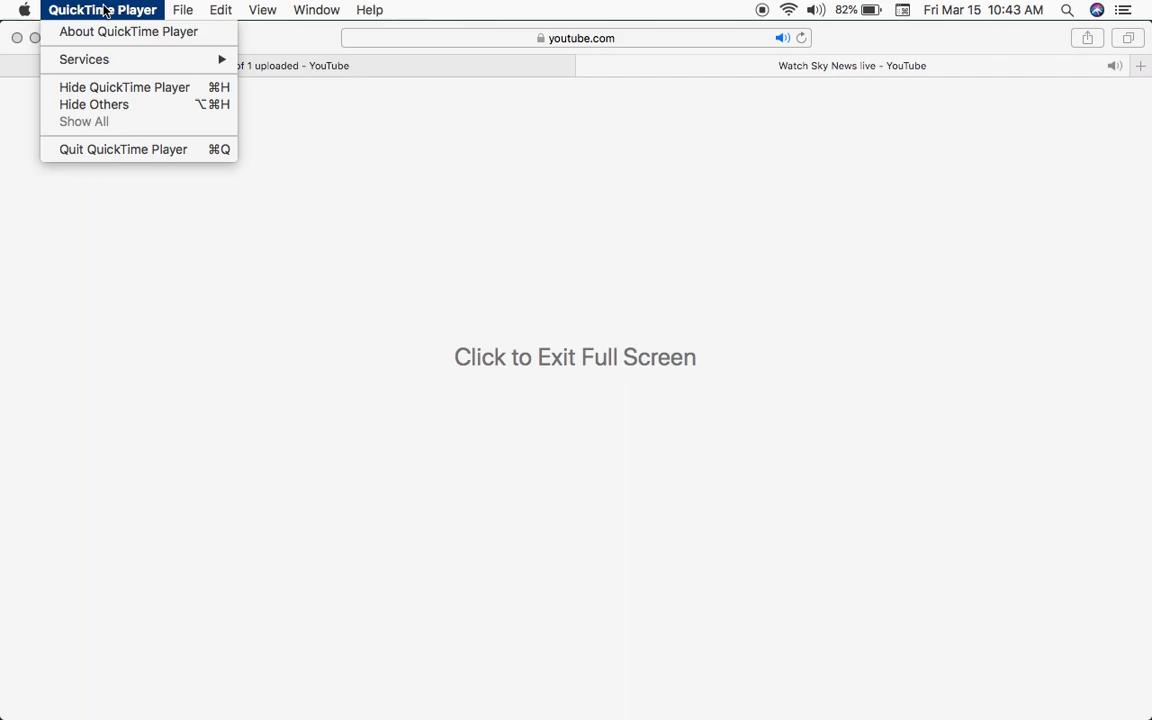 QuickTime Player File Edit View Window Help 82% Fri Mar 15 10:43 AM
About QuickTime Player
youtube.com
Services
of 1 uploaded - YouTube
Watch Sky News live - YouTube
Hide QuickTime Player ⌘H
Hide Others ⌥⌘H
Show All
Quit QuickTime Player ⌘Q
Click to Exit Full Screen